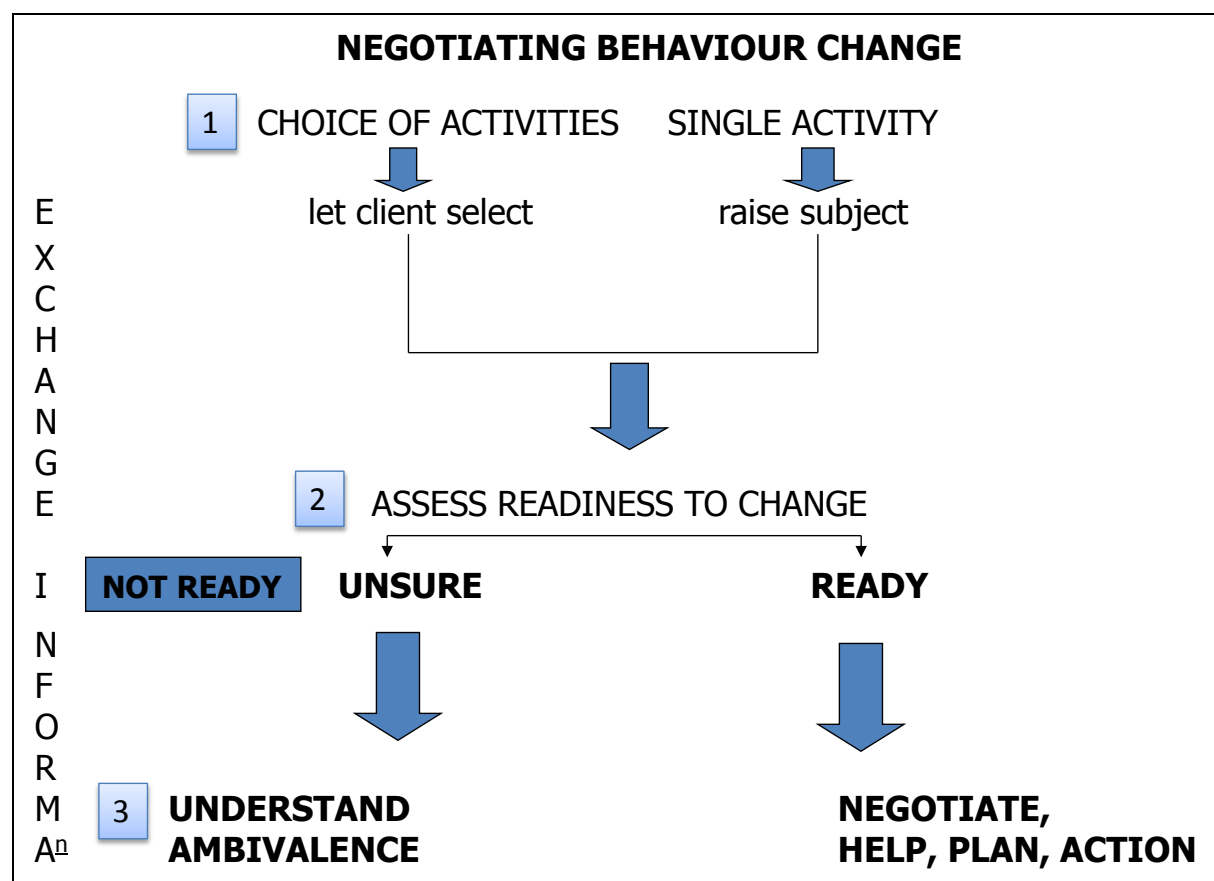 NEGOTIATING BEHAVIOUR CHANGE
1 CHOICE OF ACTIVITIES SINGLE ACTIVITY
let client select raise subject
2 ASSESS READINESS TO CHANGE
NOT READY UNSURE READY
3 UNDERSTAND AMBIVALENCE
NEGOTIATE,
HELP, PLAN, ACTION
E
X
C
H
A
N
G
E
I
N
F
O
R
M
An